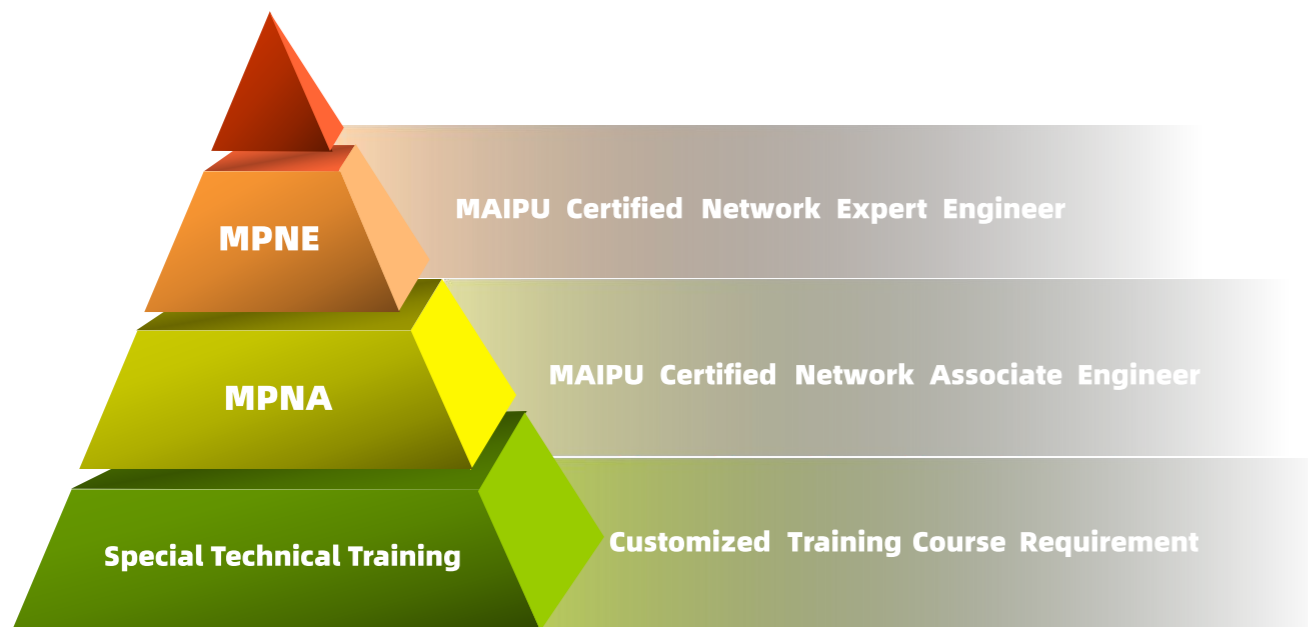 MPNE
MAIPU Certified Network Expert Engineer
MPNA
MAIPU Certified Network Associate Engineer
Special Technical Training
Customized Training Course Requirement